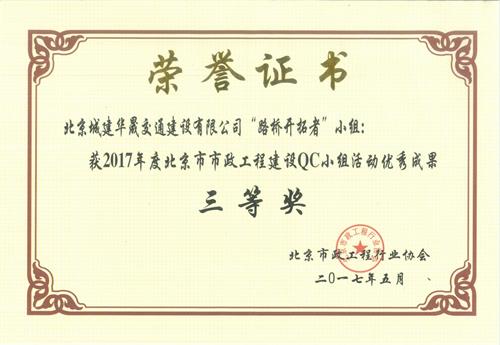 荣誉证书
北京城建华晟交通建设有限公司“路桥开拓者”小组：
获2017年度北京市市政工程建设QC小组活动优秀成果
三等奖
北京市政工程行业协会
二〇一七年五月